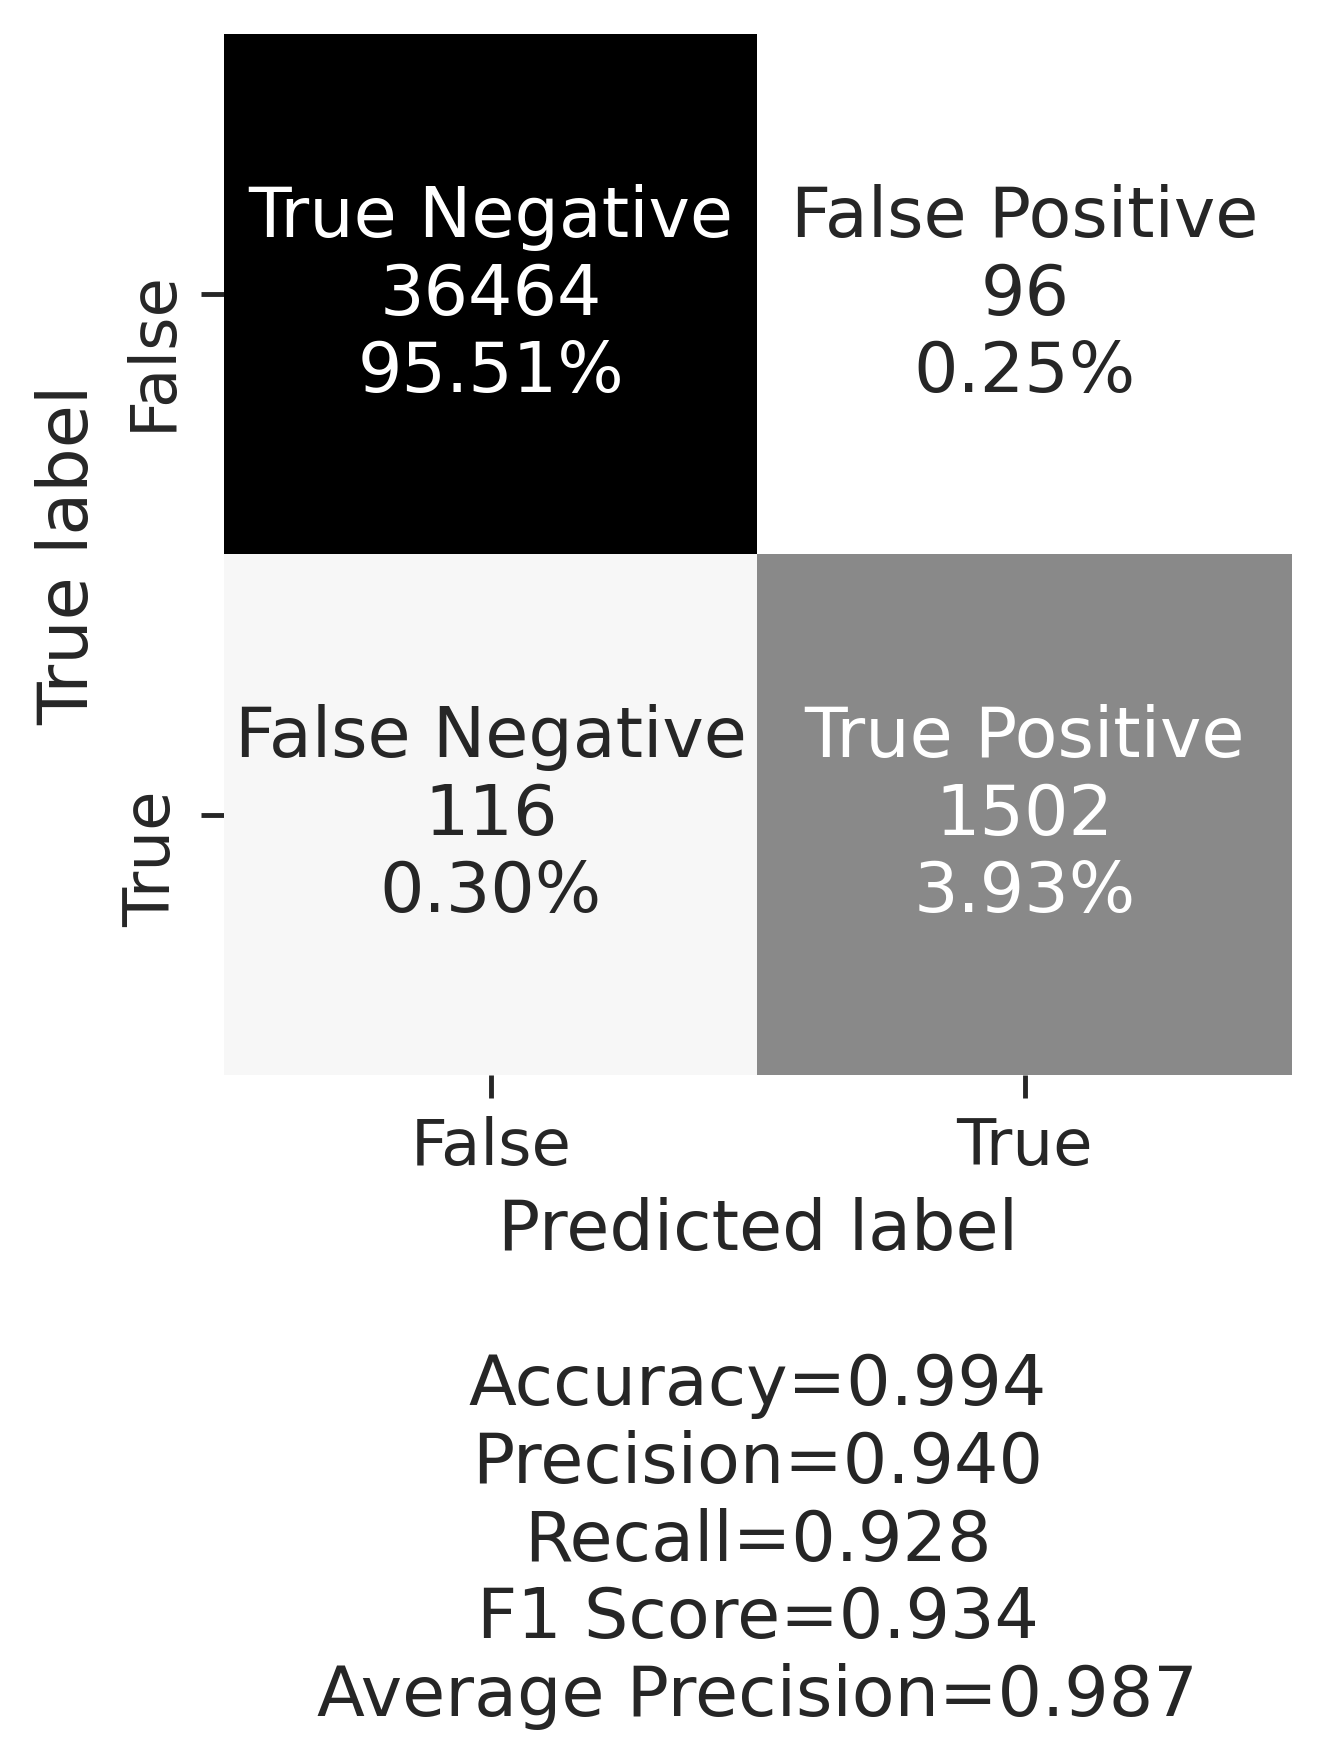 True label
False
True
True Negative
36464
95.51%
False Positive
96
0.25%
False Negative
116
0.30%
True Positive
1502
3.93%
False
True
Predicted label
Accuracy=0.994
Precision=0.940
Recall=0.928
F1 Score=0.934
Average Precision=0.987